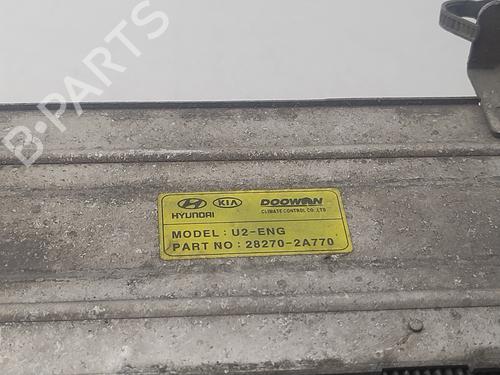 B-PARTS
HYUNDAI KIA DOOWON
CLIMATE CONTROL CO.,LTD
MODEL : U2-ENG
PART NO : 28270-2A770